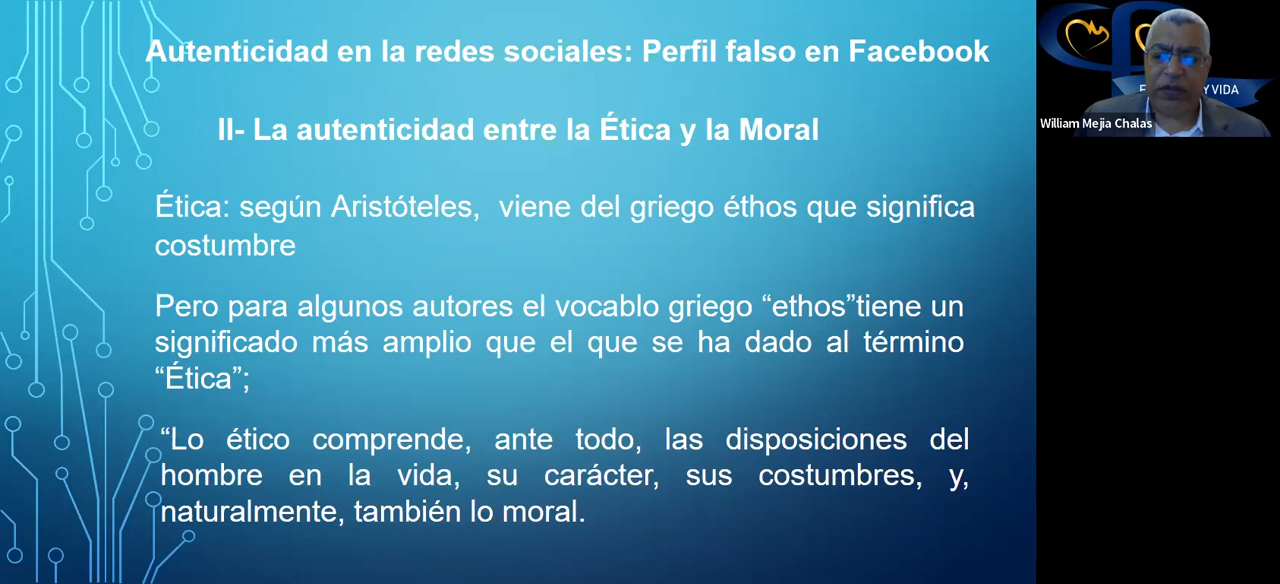 Autenticidad en la redes sociales: Perfil falso en Facebook
II- La autenticidad entre la Ética y la Moral
Ética: según Aristóteles, viene del griego éthos que significa
costumbre
Pero para algunos autores el vocablo griego “ethos”tiene un
significado más amplio que el que se ha dado al término
“Ética”;
“Lo ético comprende, ante todo, las disposiciones del
hombre en la vida, su carácter, sus costumbres, y,
naturalmente, también lo moral.
Y VIDA
William Mejia Chalas